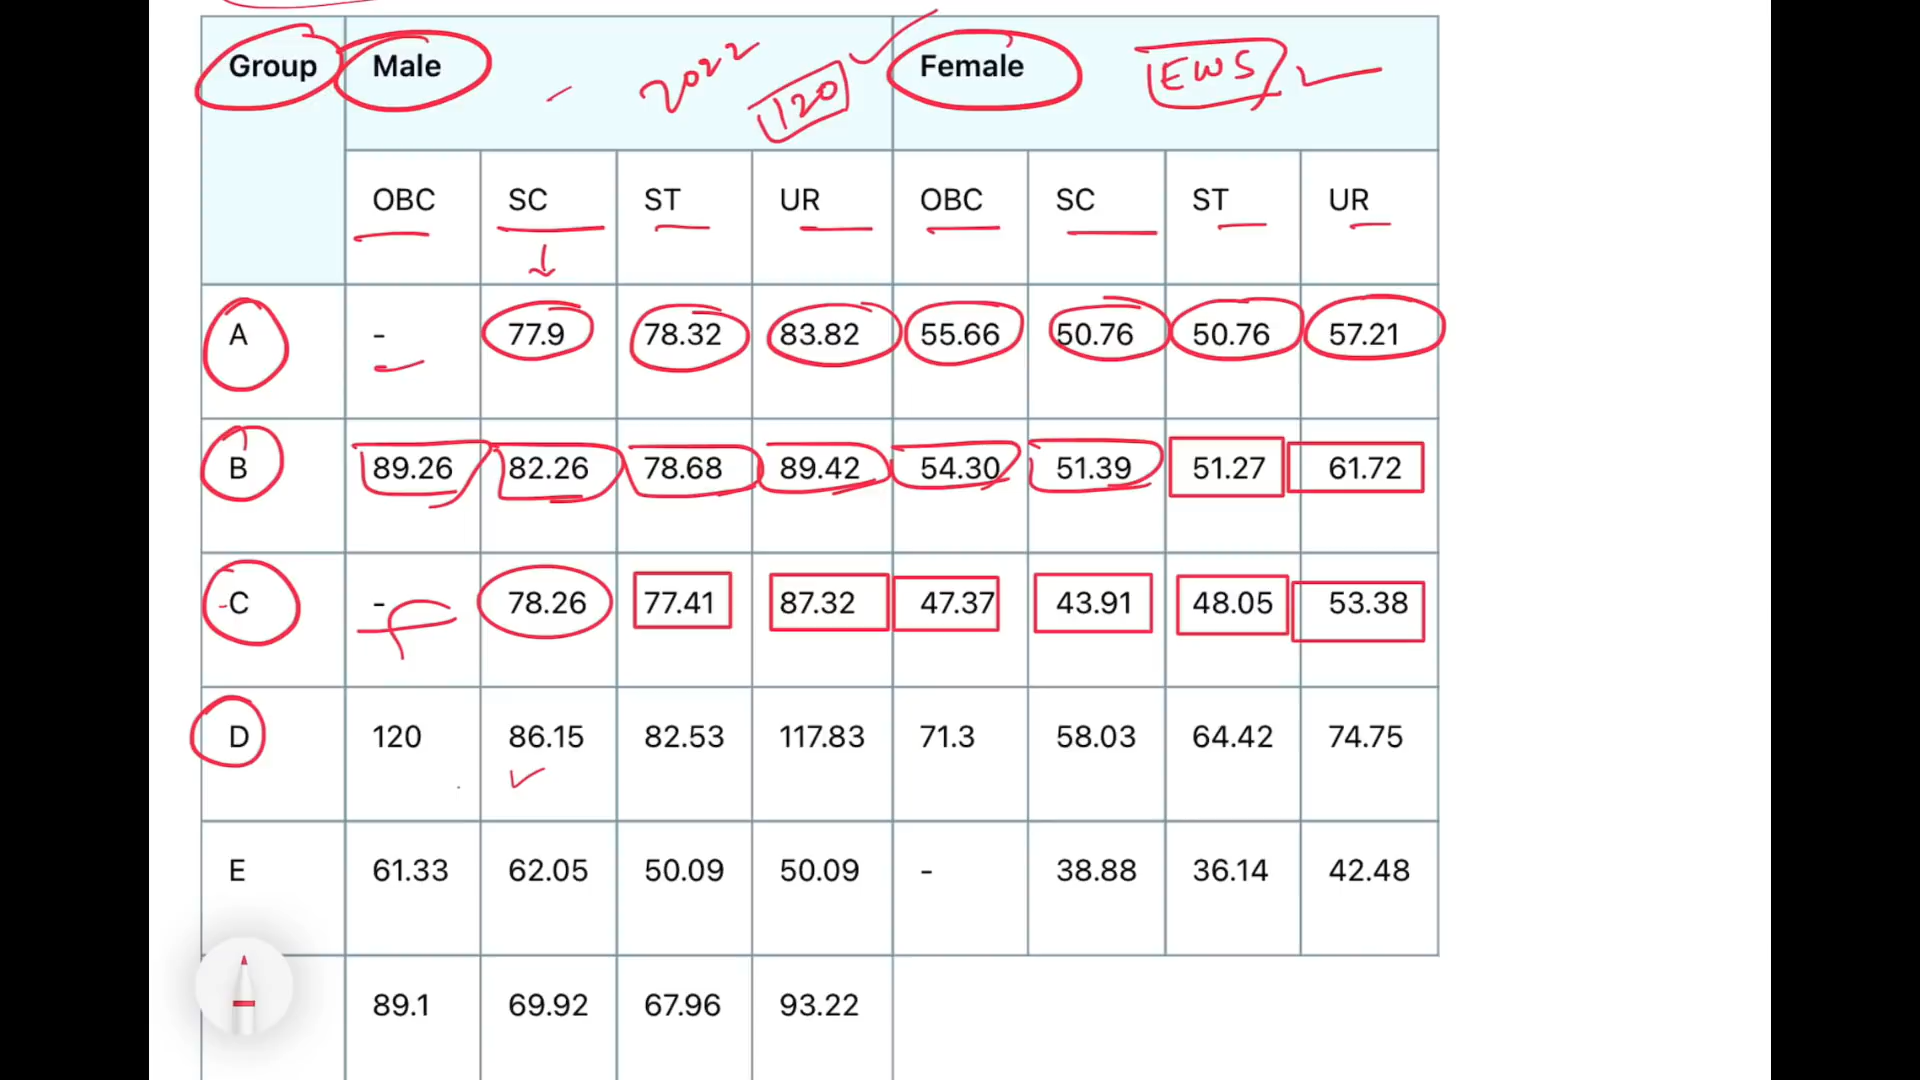 Group Male - 2022 1120 Female EWS
OBC SC ST UR OBC SC ST UR
A - 77.9 78.32 83.82 55.66 50.76 50.76 57.21
B 89.26 82.26 78.68 89.42 54.30 51.39 51.27 61.72
C - 78.26 77.41 87.32 47.37 43.91 48.05 53.38
D 120 86.15 82.53 117.83 71.3 58.03 64.42 74.75
E 61.33 62.05 50.09 50.09 - 38.88 36.14 42.48
89.1 69.92 67.96 93.22